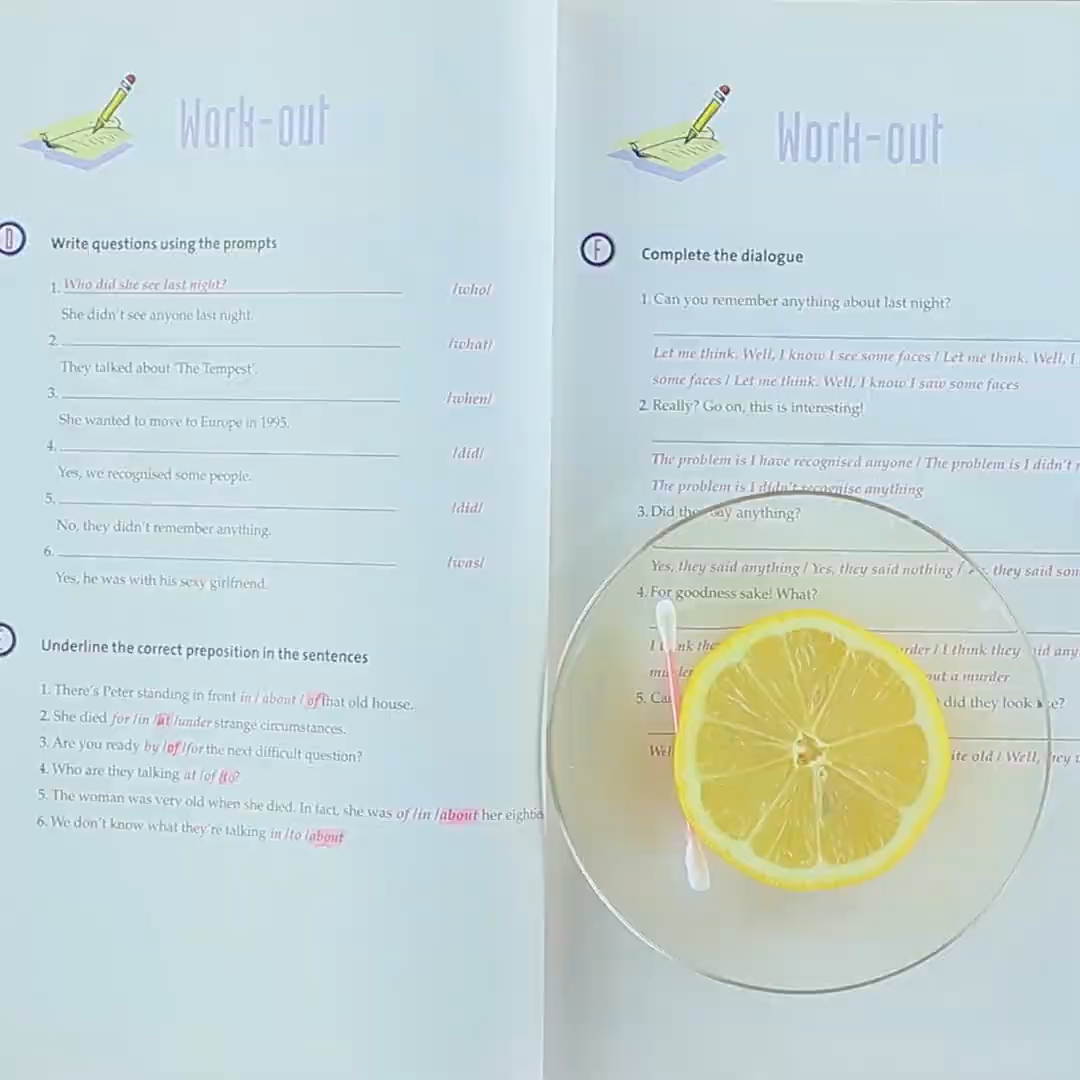 Work-out
D Write questions using the prompts
1. Who did she see last night? /who/
She didn't see anyone last night.
2. /what/
They talked about 'The Tempest'.
3. /when/
She wanted to move to Europe in 1995.
4. /did/
Yes, we recognised some people.
5. /did/
No, they didn't remember anything.
6. /was/
Yes, he was with his sexy girlfriend.
Underline the correct preposition in the sentences
1. There's Peter standing in front in / about / of that old house.
2. She died for /in /at /under strange circumstances.
3. Are you ready by /of /for the next difficult question?
4. Who are they talking at /of /to?
5. The woman was very old when she died. In fact, she was of /in /about her
6. We don't know what they're talking in /to /about
Work-out
F Complete the dialogue
1. Can you remember anything about last night?
Let me think. Well, I know I see some faces / Let me think. Well, I
some faces / Let me think. Well, I know I saw some faces
2. Really? Go on, this is interesting!
The problem is I have recognised anyone / The problem is I didn't
The problem is I didn't recognise anything
3. Did they say anything?
Yes, they said anything / Yes, they said nothing / they said
4. For goodness sake! What?
I / I think they
a murder
5. did they look
old / Well,